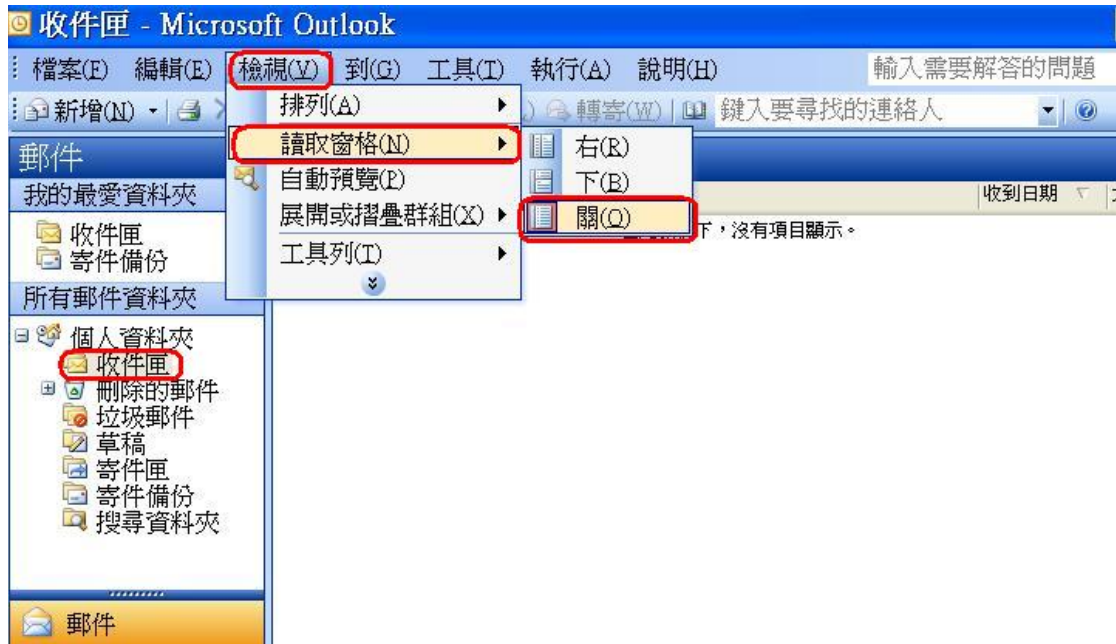 收件匣 - Microsoft Outlook
檔案(F) 編輯(E) 檢視(V) 到(G) 工具(T) 執行(A) 說明(H) 輸入需要解答的問題
新增(N) 轉寄(W) 鍵入要尋找的連絡人
排列(A)
讀取窗格(N)
自動預覽(P)
展開或摺疊群組(X)
工具列(T)
右(R)
下(B)
關(O)
郵件
我的最愛資料夾
收到日期
下,沒有項目顯示。
收件匣
寄件備份
所有郵件資料夾
個人資料夾
收件匣
刪除的郵件
垃圾郵件
草稿
寄件匣
寄件備份
搜尋資料夾
郵件